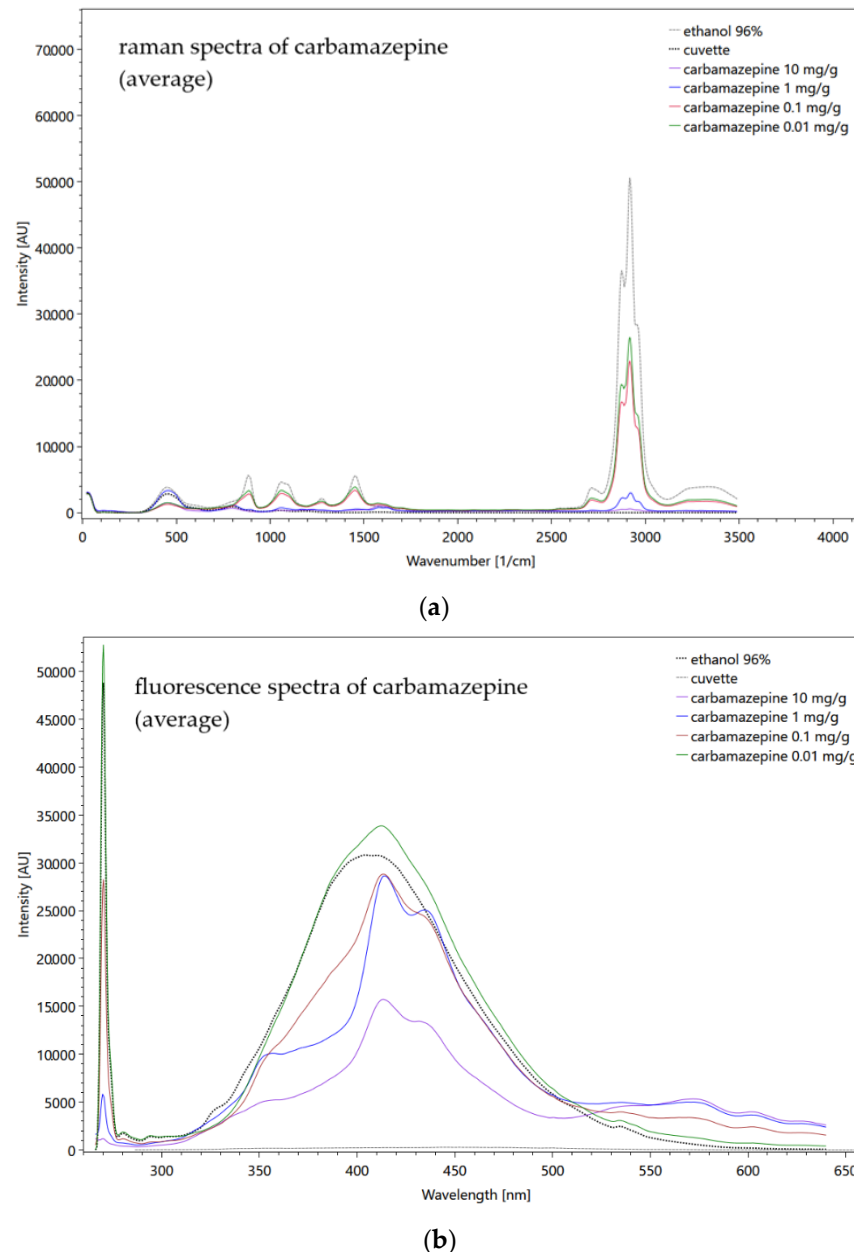 raman spectra of carbamazepine
(average)
ethanol 96%
cuvette
carbamazepine 10 mg/g
carbamazepine 1 mg/g
carbamazepine 0.1 mg/g
carbamazepine 0.01 mg/g
70000
60000
50000
40000
30000
20000
10000
0
Intensity [AU]
0 500 1000 1500 2000 2500 3000 3500 4000
Wavenumber [1/cm]
(a)
fluorescence spectra of carbamazepine
(average)
ethanol 96%
cuvette
carbamazepine 10 mg/g
carbamazepine 1 mg/g
carbamazepine 0.1 mg/g
carbamazepine 0.01 mg/g
50000
45000
40000
35000
30000
25000
20000
15000
10000
5000
0
Intensity [AU]
300 350 400 450 500 550 600 650
Wavelength [nm]
(b)